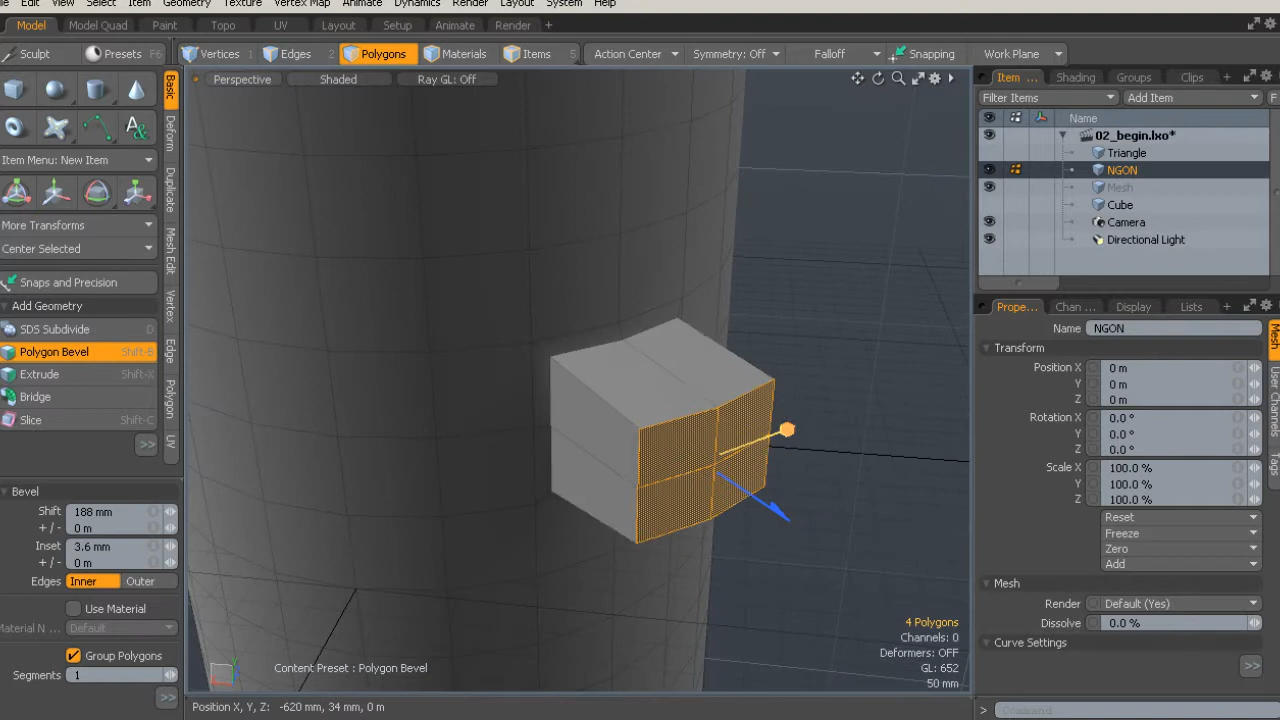 Edit View Select Item Geometry Texture Vertex Map Animate Dynamics Render Layout System Help
Model Model Quad Paint Topo UV Layout Setup Animate Render +
Sculpt Presets F6 Vertices 1 Edges 2 Polygons Materials Items 5 Action Center Symmetry: Off Falloff Snapping Work Plane
Perspective Shaded Ray GL: Off
Basic
Deform
Duplicate
Mesh Edit
Vertex
Edge
Polygon
UV
Item Menu: New Item
More Transforms
Center Selected
Snaps and Precision
Add Geometry
SDS Subdivide D
Polygon Bevel Shift-B
Extrude Shift-X
Bridge
Slice Shift-C
>>
Bevel
Shift 188 mm
+ / - 0 m
Inset 3.6 mm
+ / - 0 m
Edges Inner Outer
Use Material
Material N ... Default
Group Polygons
Segments 1
>>
4 Polygons
Channels: 0
Deformers: OFF
GL: 652
50 mm
Content Preset : Polygon Bevel
Position X, Y, Z: -620 mm, 34 mm, 0 m
Item ... Shading Groups Clips +
Filter Items Add Item F
Name
02_begin.lxo*
Triangle
NGON
Mesh
Cube
Camera
Directional Light
Prope... Chan ... Display Lists +
Name NGON
Transform
Position X 0 m
Y 0 m
Z 0 m
Rotation X 0.0 °
Y 0.0 °
Z 0.0 °
Scale X 100.0 %
Y 100.0 %
Z 100.0 %
Reset
Freeze
Zero
Add
Mesh
Render Default (Yes)
Dissolve 0.0 %
Curve Settings
>>
Mesh
User Channels
Tags
> Command